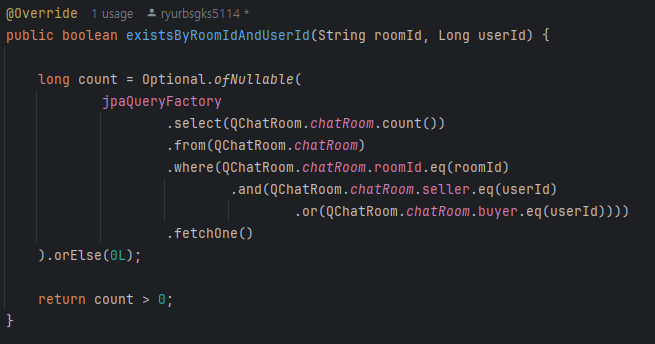 @Override 1 usage ryurbsgks5114 *
public boolean existsByRoomIdAndUserId(String roomId, Long userId) {
long count = Optional.ofNullable(
jpaQueryFactory
.select(QChatRoom.chatRoom.count())
.from(QChatRoom.chatRoom)
.where(QChatRoom.chatRoom.roomId.eq(roomId)
.and(QChatRoom.chatRoom.seller.eq(userId)
.or(QChatRoom.chatRoom.buyer.eq(userId))))
.fetchOne()
).orElse(0L);
return count > 0;
}